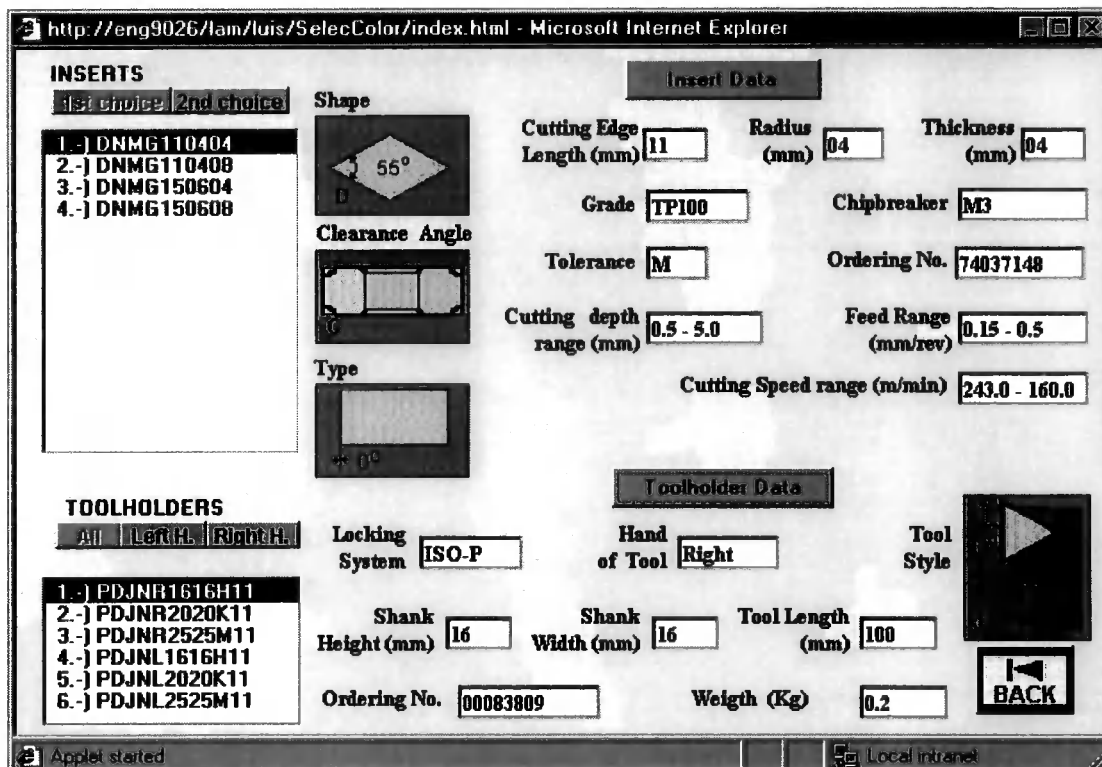 http://eng9026/lam/luis/SelecColor/index.html - Microsoft Internet Explorer
INSERTS
1st choice 2nd choice
1.-) DNMG110404
2.-) DNMG110408
3.-) DNMG150604
4.-) DNMG150608
Shape
55°
D
Clearance Angle
Type
0°
Insert Data
Cutting Edge Length (mm) 11
Radius (mm) 04
Thickness (mm) 04
Grade TP100
Chipbreaker M3
Tolerance M
Ordering No. 74037148
Cutting depth range (mm) 0.5 - 5.0
Feed Range (mm/rev) 0.15 - 0.5
Cutting Speed range (m/min) 243.0 - 160.0
TOOLHOLDERS
All Left H. Right H.
1.-) PDJNR1616H11
2.-) PDJNR2020K11
3.-) PDJNR2525M11
4.-) PDJNL1616H11
5.-) PDJNL2020K11
6.-) PDJNL2525M11
Toolholder Data
Locking System ISO-P
Hand of Tool Right
Tool Style
Shank Height (mm) 16
Shank Width (mm) 16
Tool Length (mm) 100
Ordering No. 00083809
Weigth (Kg) 0.2
BACK
Applet started
Local intranet